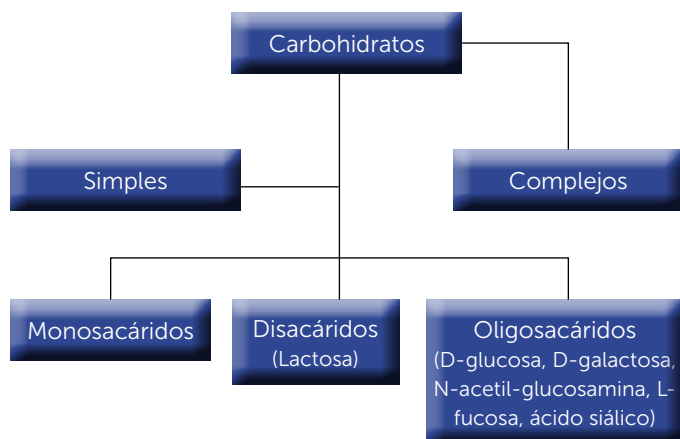 Carbohidratos
Simples
Complejos
Monosacáridos
Disacáridos
(Lactosa)
Oligosacáridos
(D-glucosa, D-galactosa,
N-acetil-glucosamina, L-
fucosa, ácido siálico)